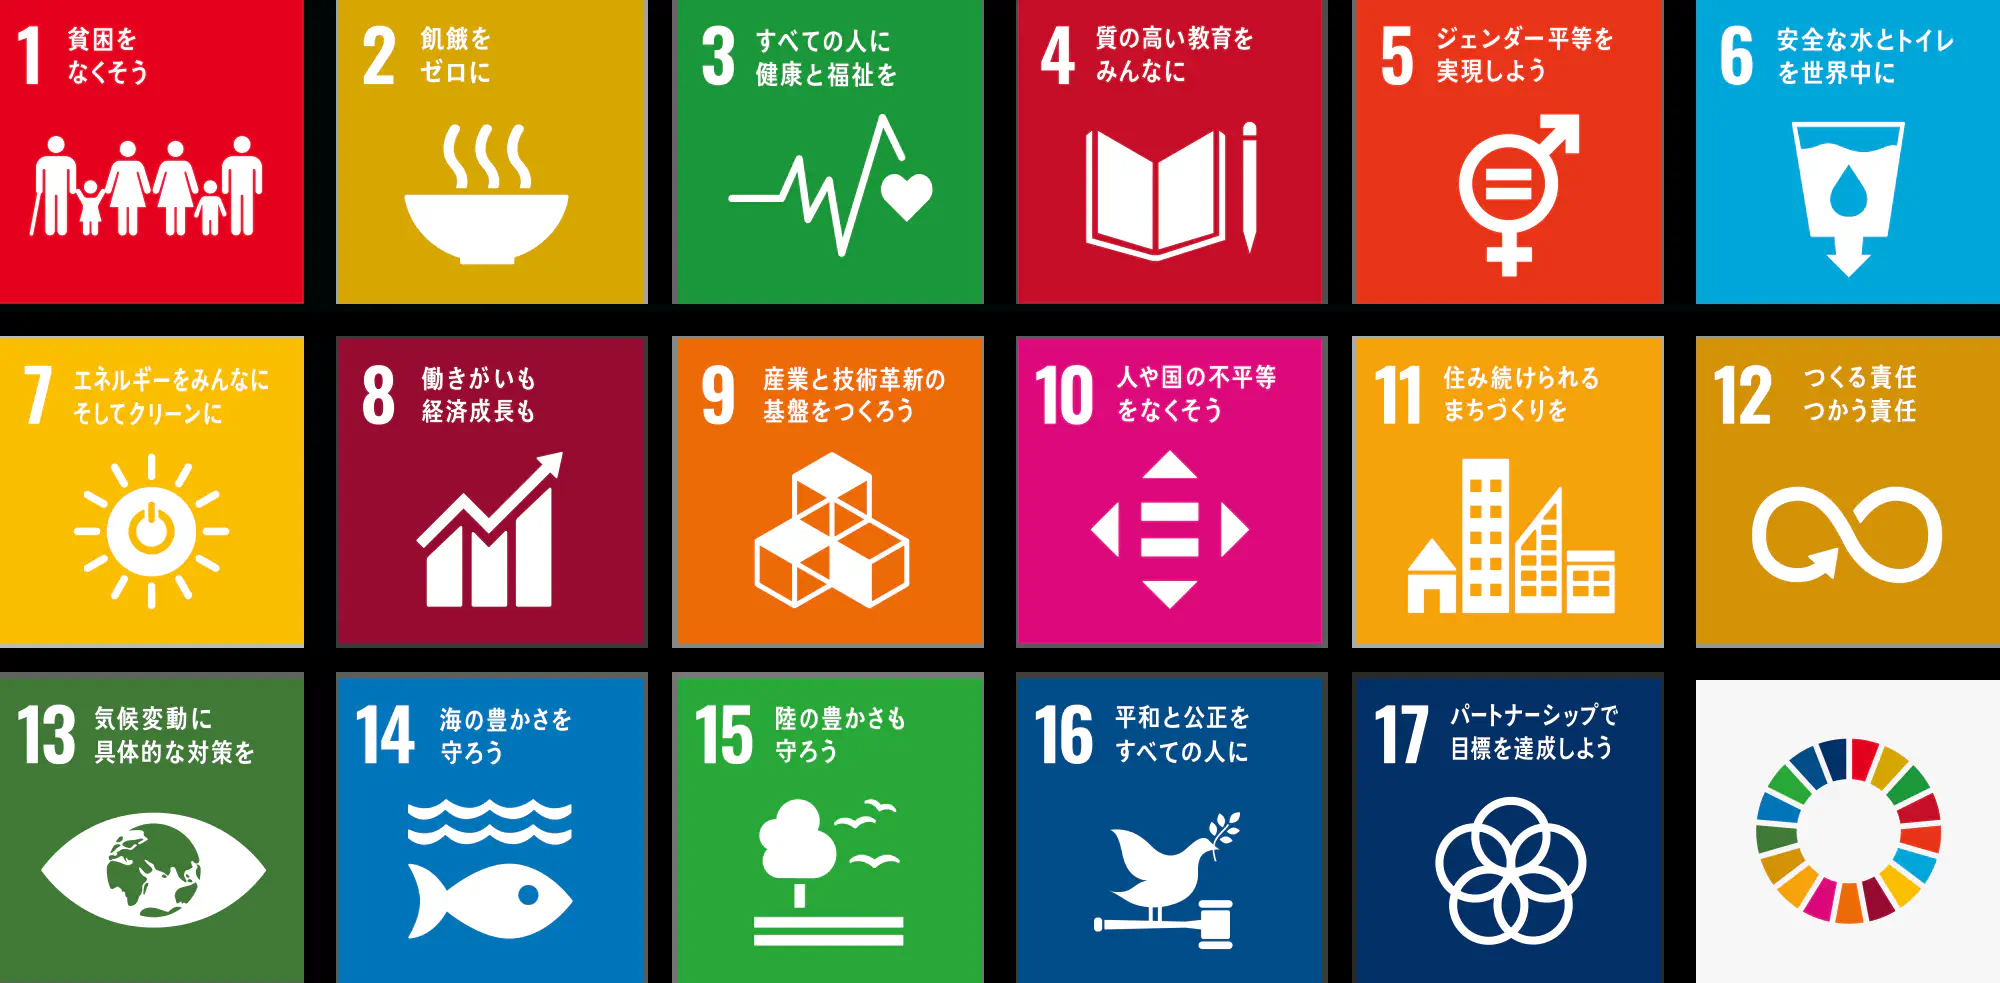 1 貧困を
なくそう
2 飢餓を
ゼロに
3 すべての人に
健康と福祉を
4 質の高い教育を
みんなに
5 ジェンダー平等を
実現しよう
6 安全な水とトイレ
を世界中に
7 エネルギーをみんなに
そしてクリーンに
8 働きがいも
経済成長も
9 産業と技術革新の
基盤をつくろう
10 人や国の不平等
をなくそう
11 住み続けられる
まちづくりを
12 つくる責任
つかう責任
13 気候変動に
具体的な対策を
14 海の豊かさを
守ろう
15 陸の豊かさも
守ろう
16 平和と公正を
すべての人に
17 パートナーシップで
目標を達成しよう